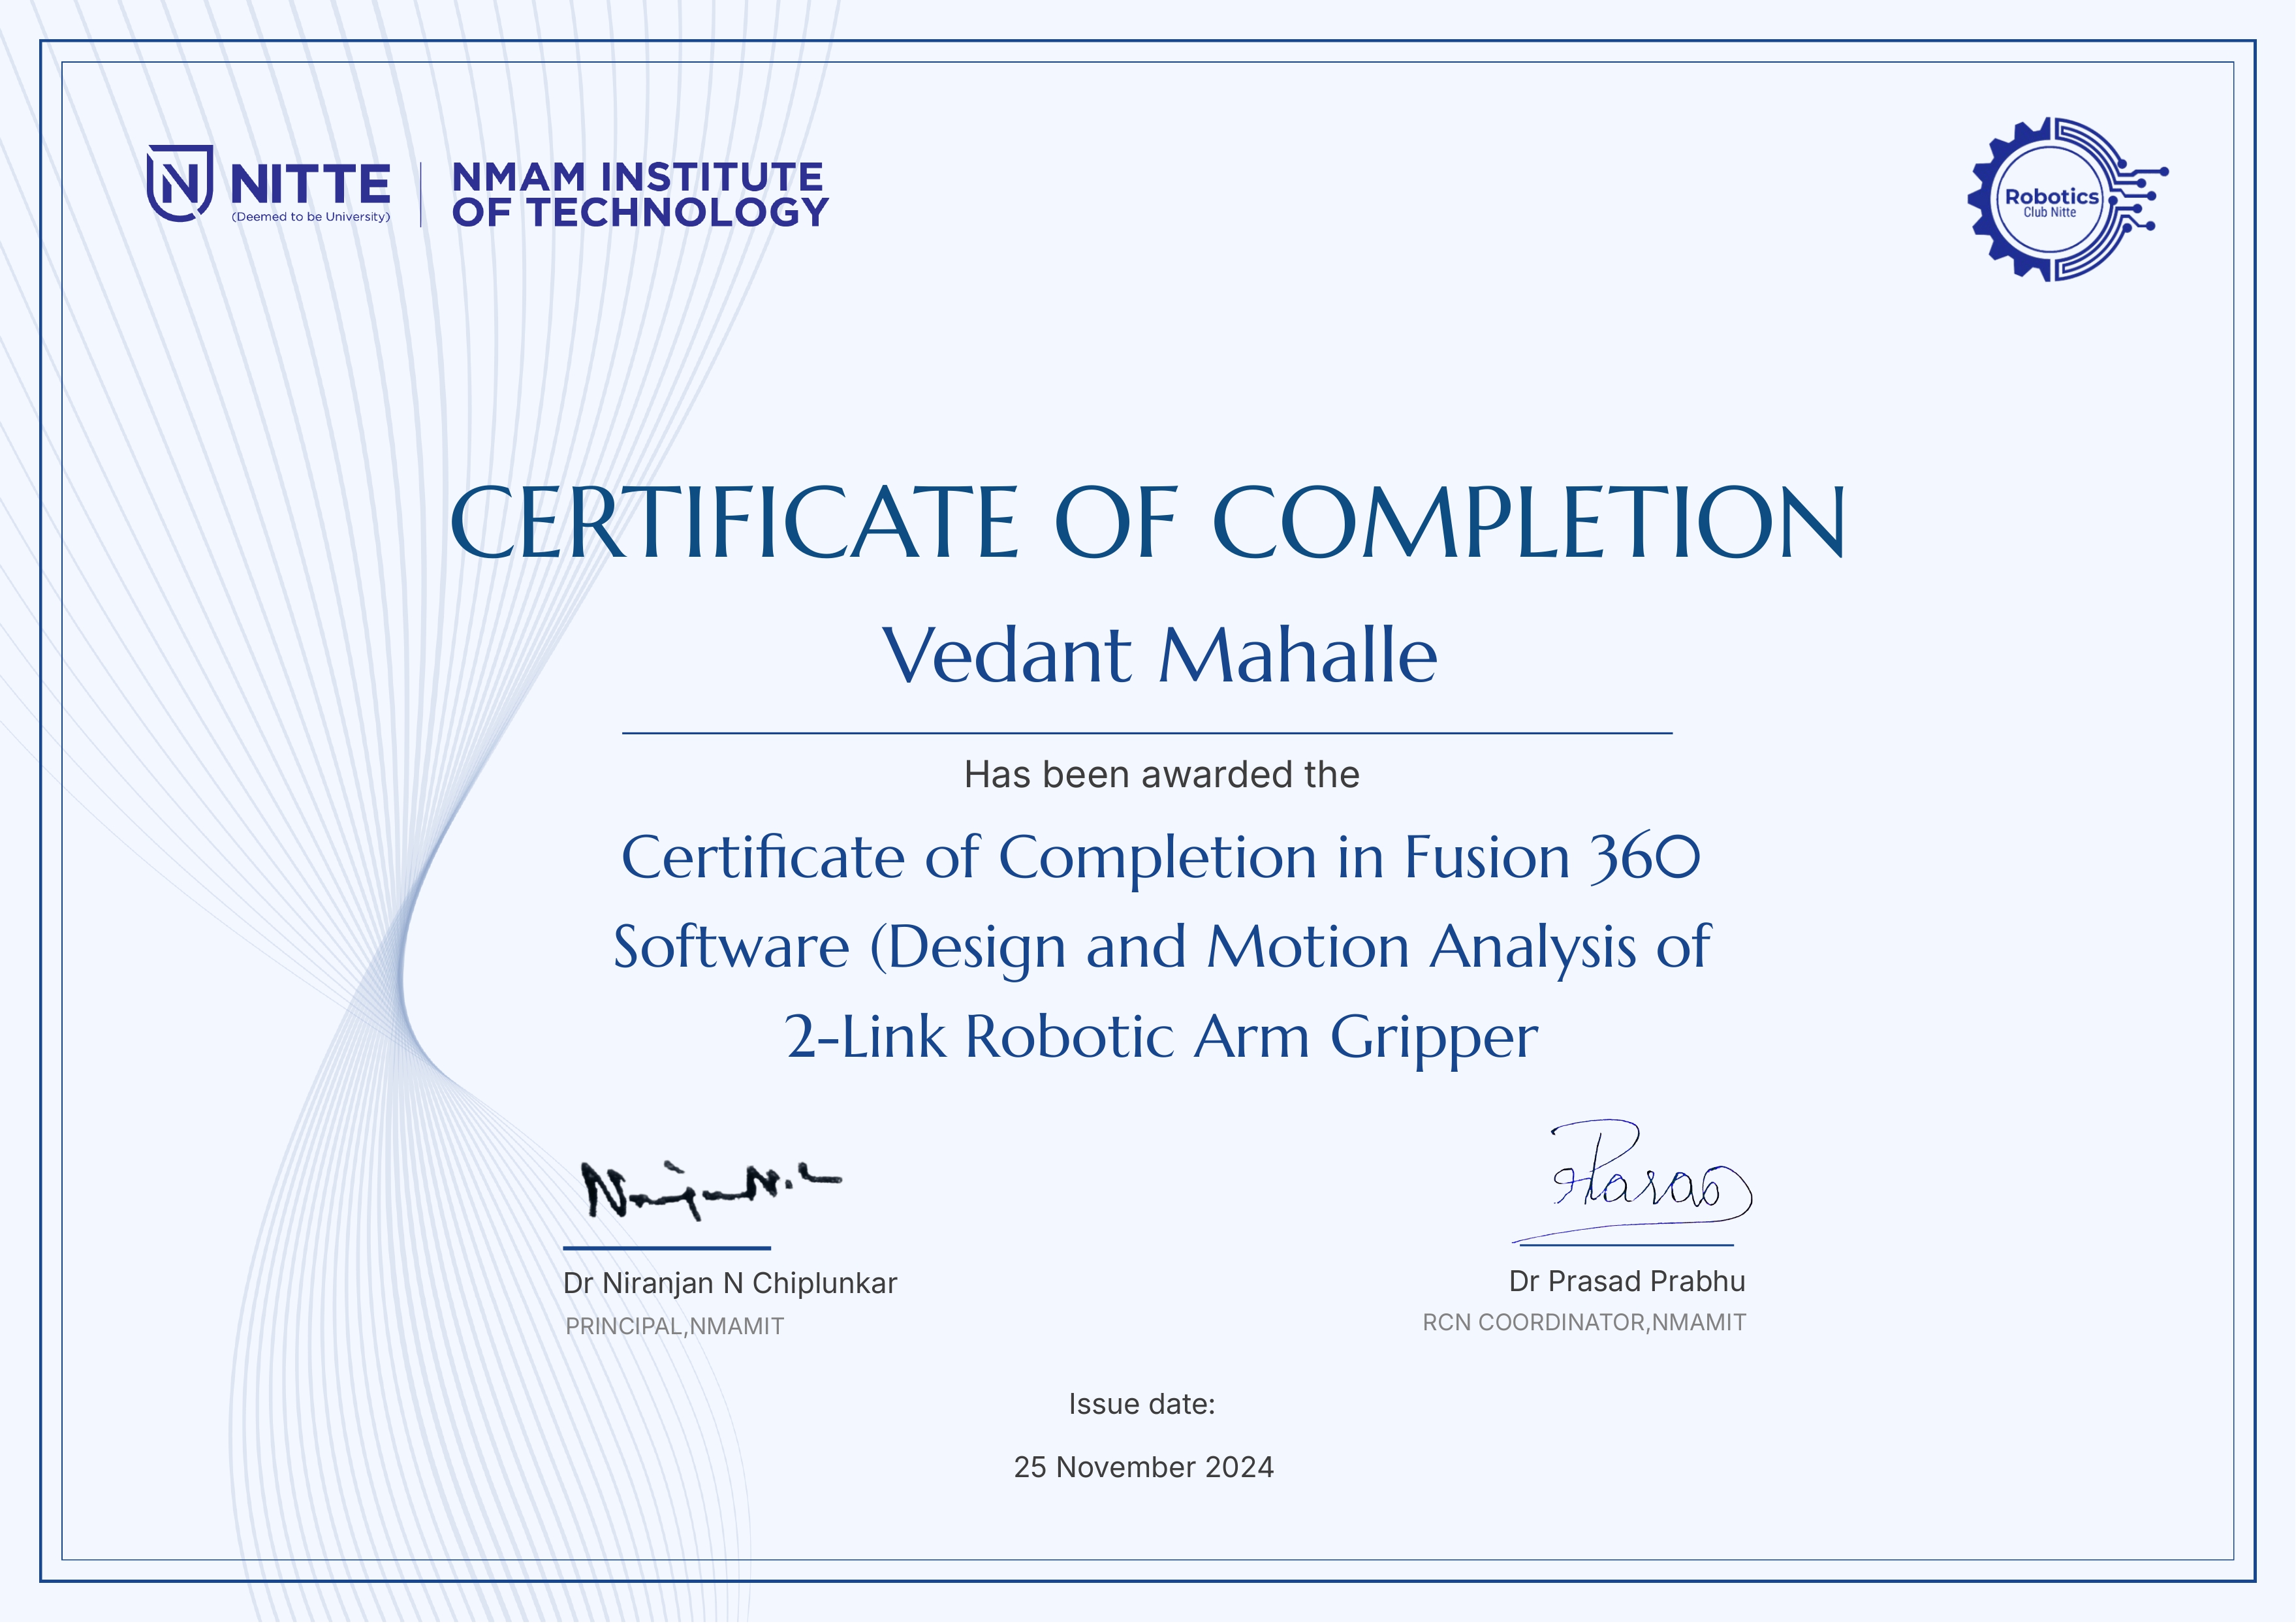 NITTE
(Deemed to be University)
NMAM INSTITUTE
OF TECHNOLOGY
Robotics
Club Nitte
CERTIFICATE OF COMPLETION
Vedant Mahalle
Has been awarded the
Certificate of Completion in Fusion 360
Software (Design and Motion Analysis of
2-Link Robotic Arm Gripper
Dr Niranjan N Chiplunkar
PRINCIPAL,NMAMIT
Dr Prasad Prabhu
RCN COORDINATOR,NMAMIT
Issue date:
25 November 2024